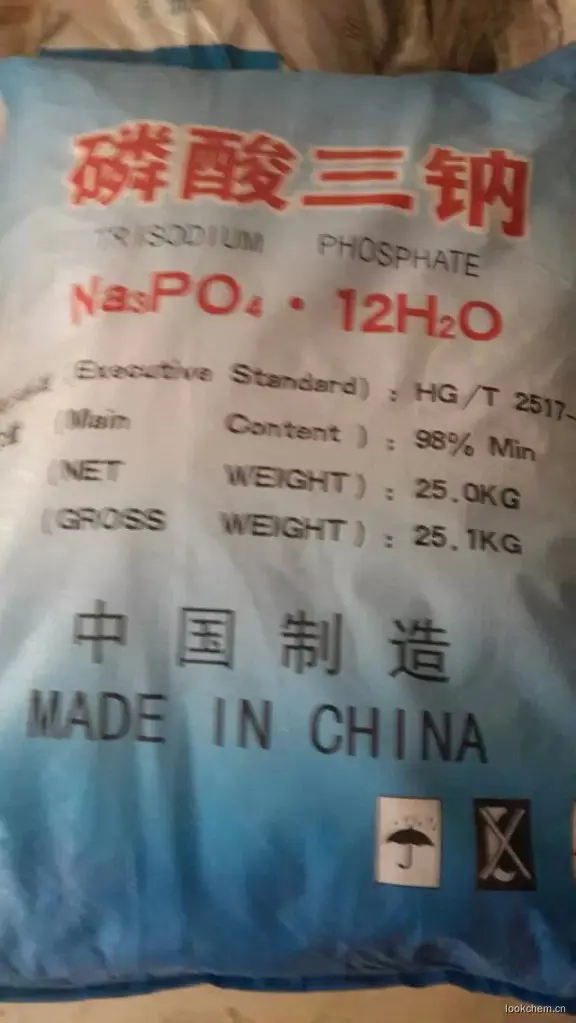 磷酸三钠
TRISODIUM PHOSPHATE
Na₃PO₄·12H₂O
(Executive Standard): HG/T 2517-
(Main Content): 98% Min
(NET WEIGHT): 25.0KG
(GROSS WEIGHT): 25.1KG
中国制造
MADE IN CHINA
lookchem.cn